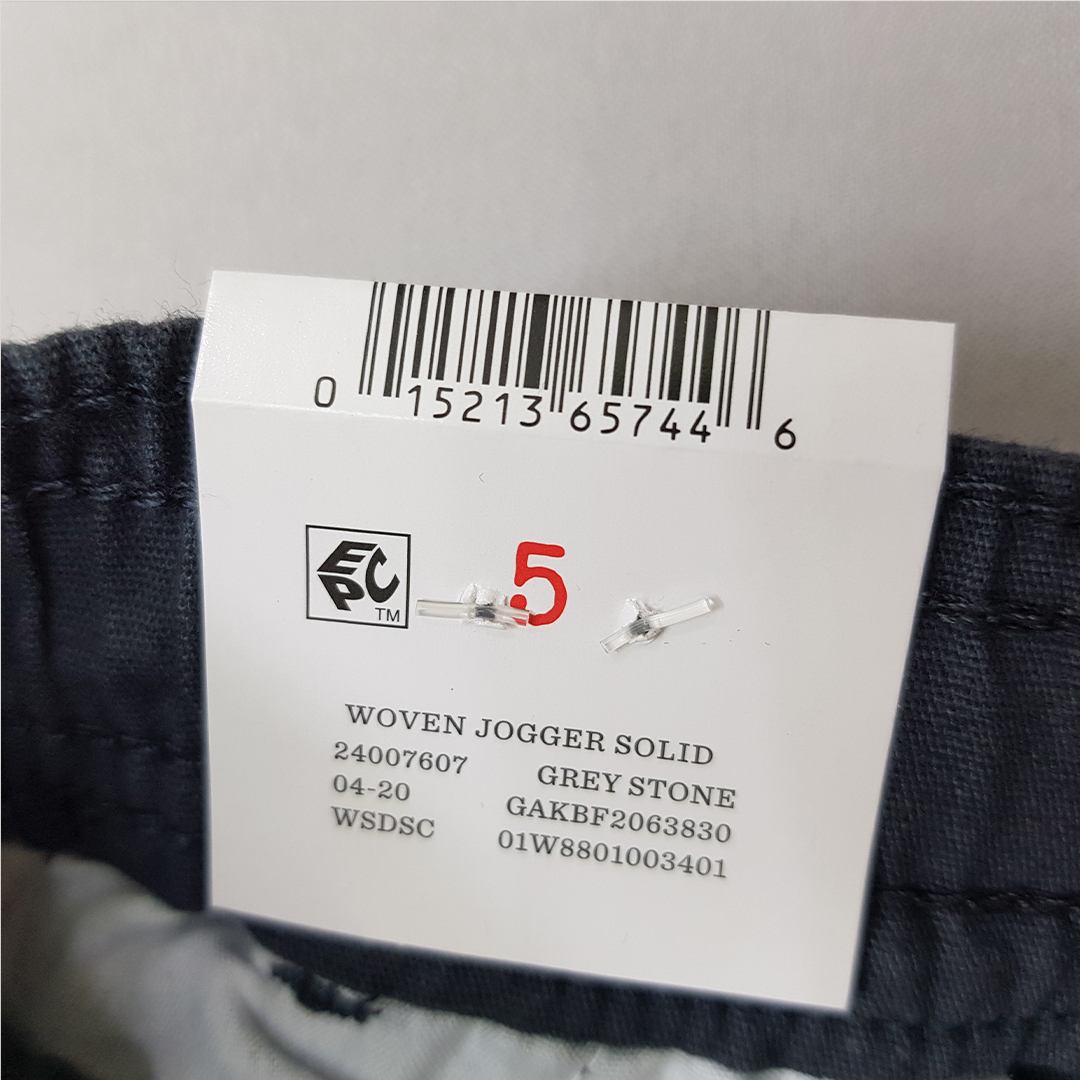 0 15213 65744 6
EPC TM
5
WOVEN JOGGER SOLID
24007607 GREY STONE
04-20 GAKBF2063830
WSDSC 01W8801003401